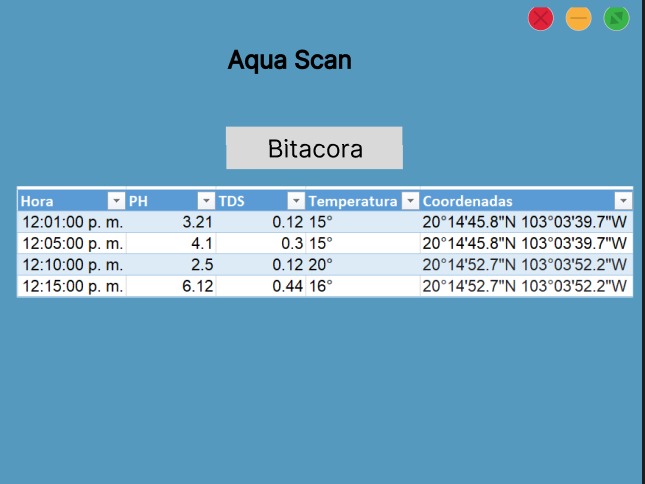 Aqua Scan
Bitacora
Hora PH TDS Temperatura Coordenadas
12:01:00 p. m. 3.21 0.12 15° 20°14'45.8"N 103°03'39.7"W
12:05:00 p. m. 4.1 0.3 15° 20°14'45.8"N 103°03'39.7"W
12:10:00 p. m. 2.5 0.12 20° 20°14'52.7"N 103°03'52.2"W
12:15:00 p. m. 6.12 0.44 16° 20°14'52.7"N 103°03'52.2"W